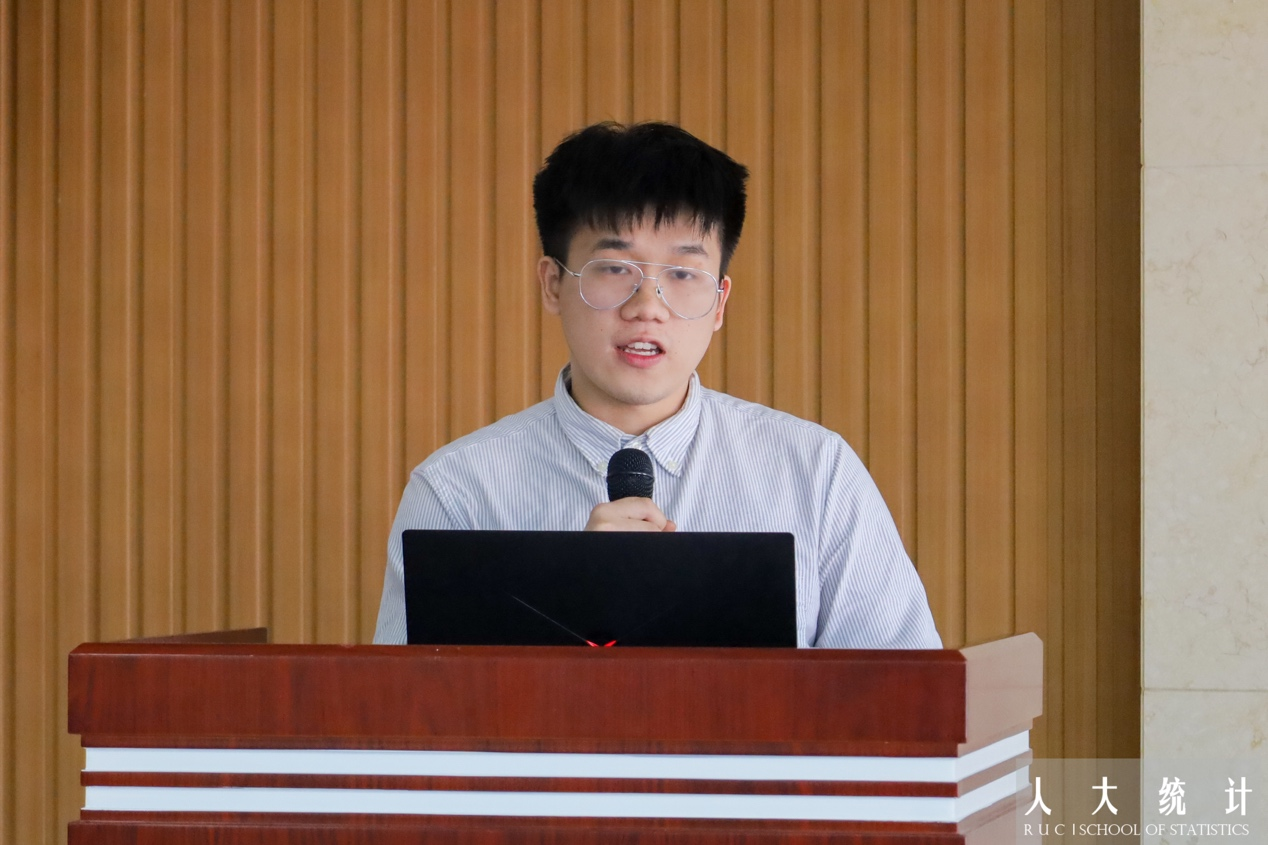 人大统计
RUC | SCHOOL OF STATISTICS